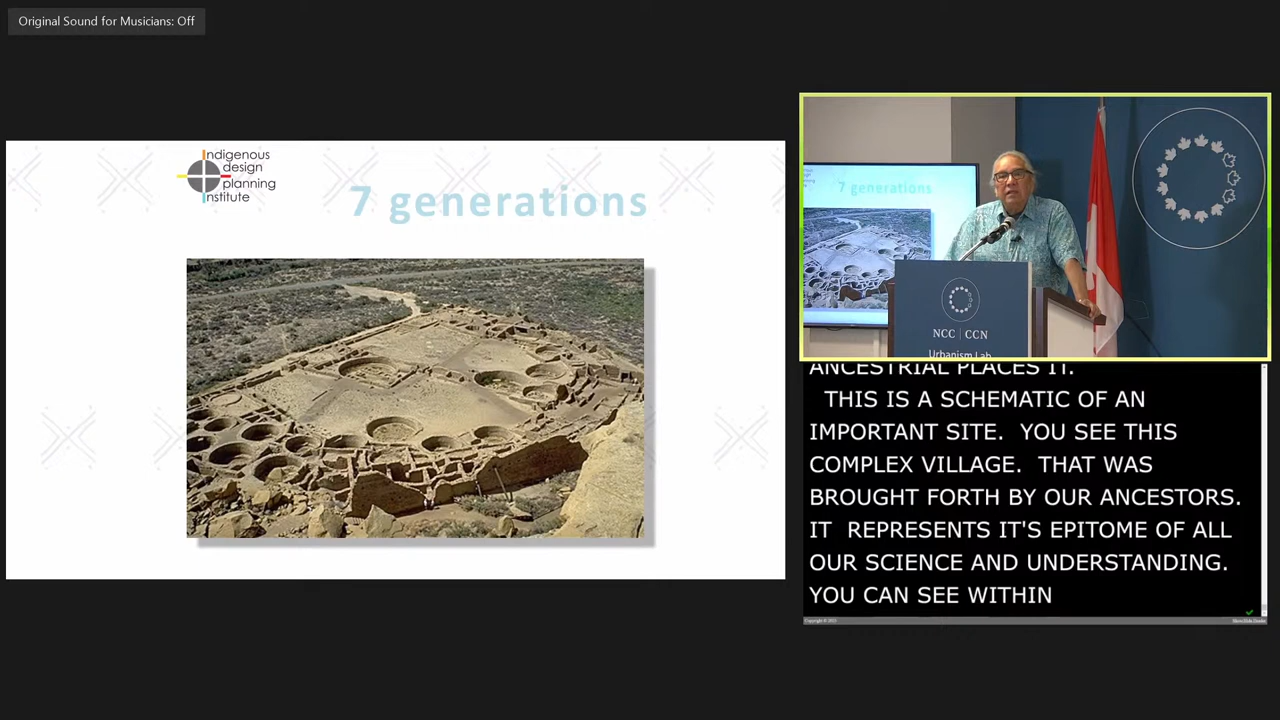 Original Sound for Musicians: Off
Indigenous
design
planning
institute
7 generations
7 generations
NCC | CCN
Urbanism Lab
ANCESTRIAL PLACES IT.
THIS IS A SCHEMATIC OF AN
IMPORTANT SITE. YOU SEE THIS
COMPLEX VILLAGE. THAT WAS
BROUGHT FORTH BY OUR ANCESTORS.
IT REPRESENTS IT'S EPITOME OF ALL
OUR SCIENCE AND UNDERSTANDING.
YOU CAN SEE WITHIN